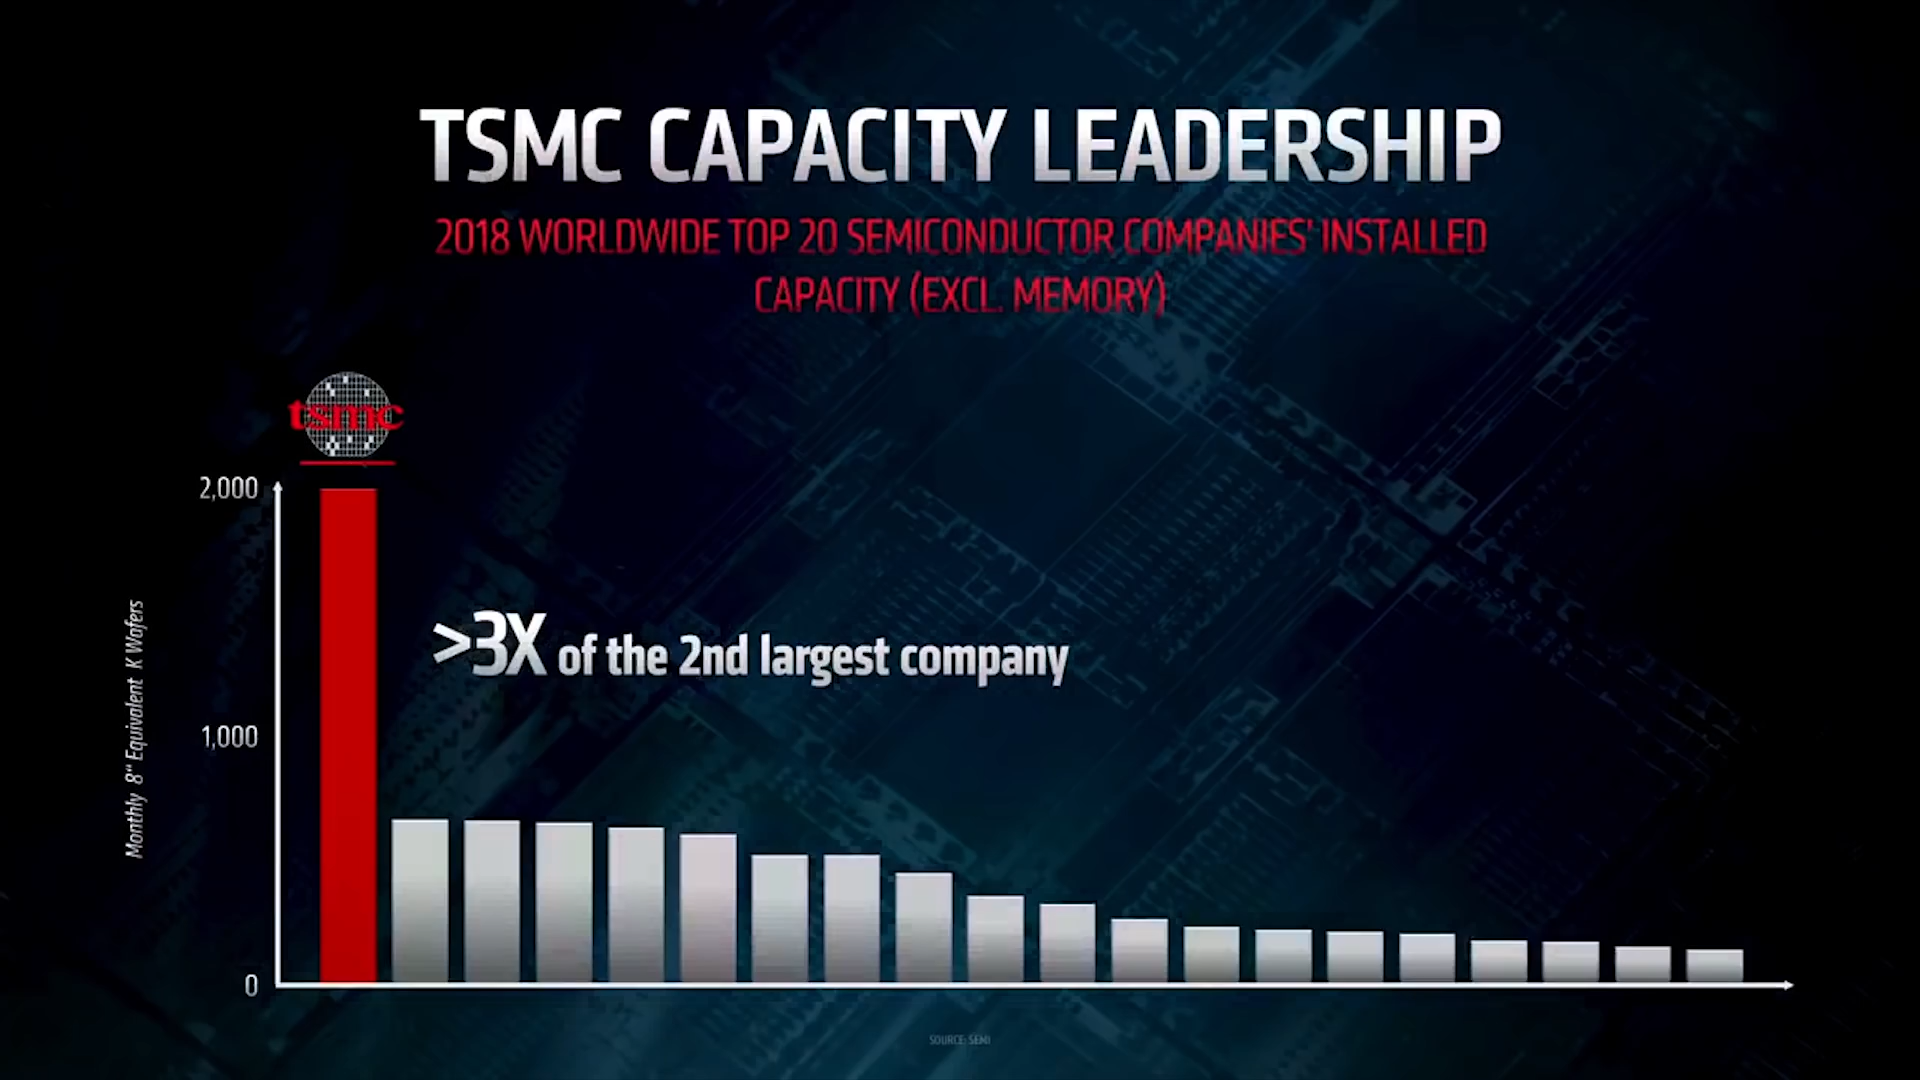 TSMC CAPACITY LEADERSHIP
2018 WORLDWIDE TOP 20 SEMICONDUCTOR COMPANIES' INSTALLED
CAPACITY (EXCL. MEMORY)
tsmc
2,000
>3X of the 2nd largest company
1,000
Monthly 8" Equivalent K Wafers
0
SOURCE: SEMI